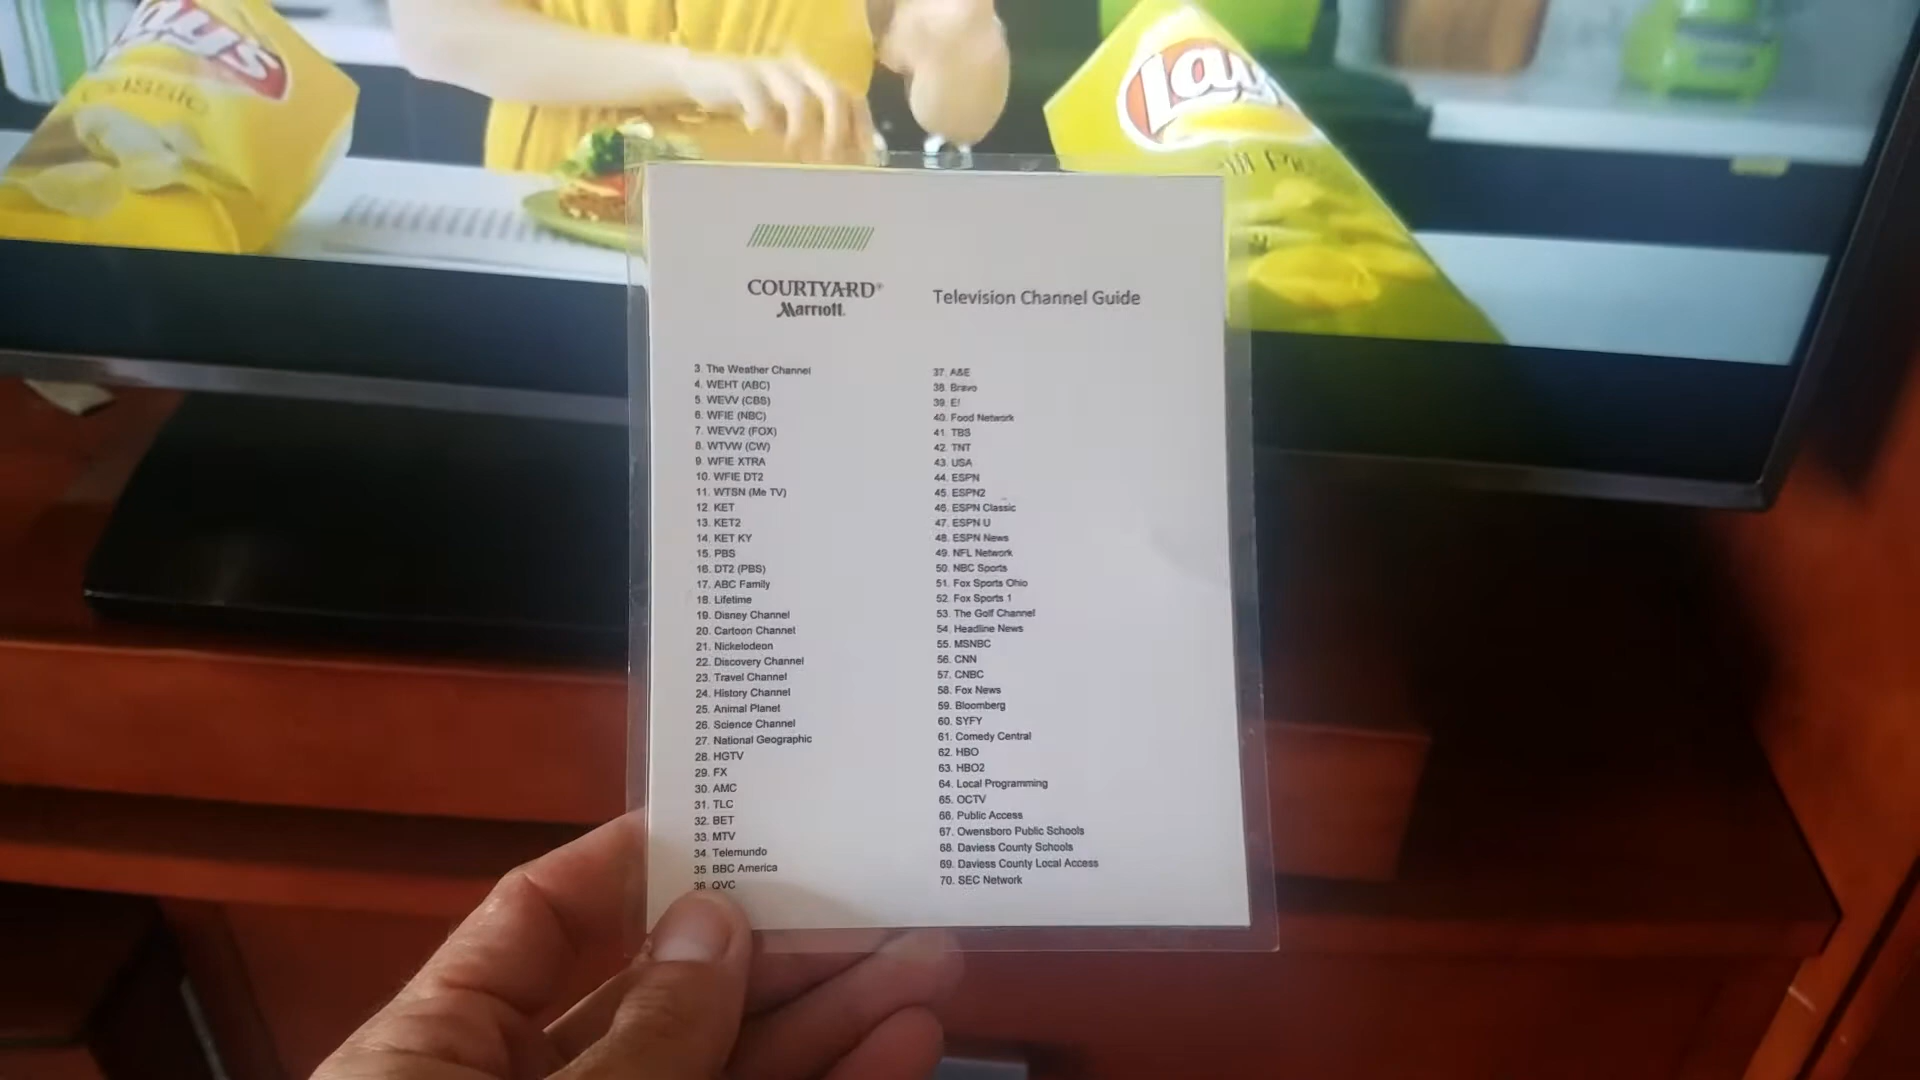 Lay's
Classic
Lay's
COURTYARD®
Marriott.
Television Channel Guide
3. The Weather Channel
4. WEHT (ABC)
5. WEVV (CBS)
6. WFIE (NBC)
7. WEVV2 (FOX)
8. WTVW (CW)
9. WFIE XTRA
10. WFIE DT2
11. WTSN (Me TV)
12. KET
13. KET2
14. KET KY
15. PBS
16. DT2 (PBS)
17. ABC Family
18. Lifetime
19. Disney Channel
20. Cartoon Channel
21. Nickelodeon
22. Discovery Channel
23. Travel Channel
24. History Channel
25. Animal Planet
26. Science Channel
27. National Geographic
28. HGTV
29. FX
30. AMC
31. TLC
32. BET
33. MTV
34. Telemundo
35. BBC America
36. QVC
37. A&E
38. Bravo
39. E!
40. Food Network
41. TBS
42. TNT
43. USA
44. ESPN
45. ESPN2
46. ESPN Classic
47. ESPN U
48. ESPN News
49. NFL Network
50. NBC Sports
51. Fox Sports Ohio
52. Fox Sports 1
53. The Golf Channel
54. Headline News
55. MSNBC
56. CNN
57. CNBC
58. Fox News
59. Bloomberg
60. SYFY
61. Comedy Central
62. HBO
63. HBO2
64. Local Programming
65. OCTV
66. Public Access
67. Owensboro Public Schools
68. Daviess County Schools
69. Daviess County Local Access
70. SEC Network